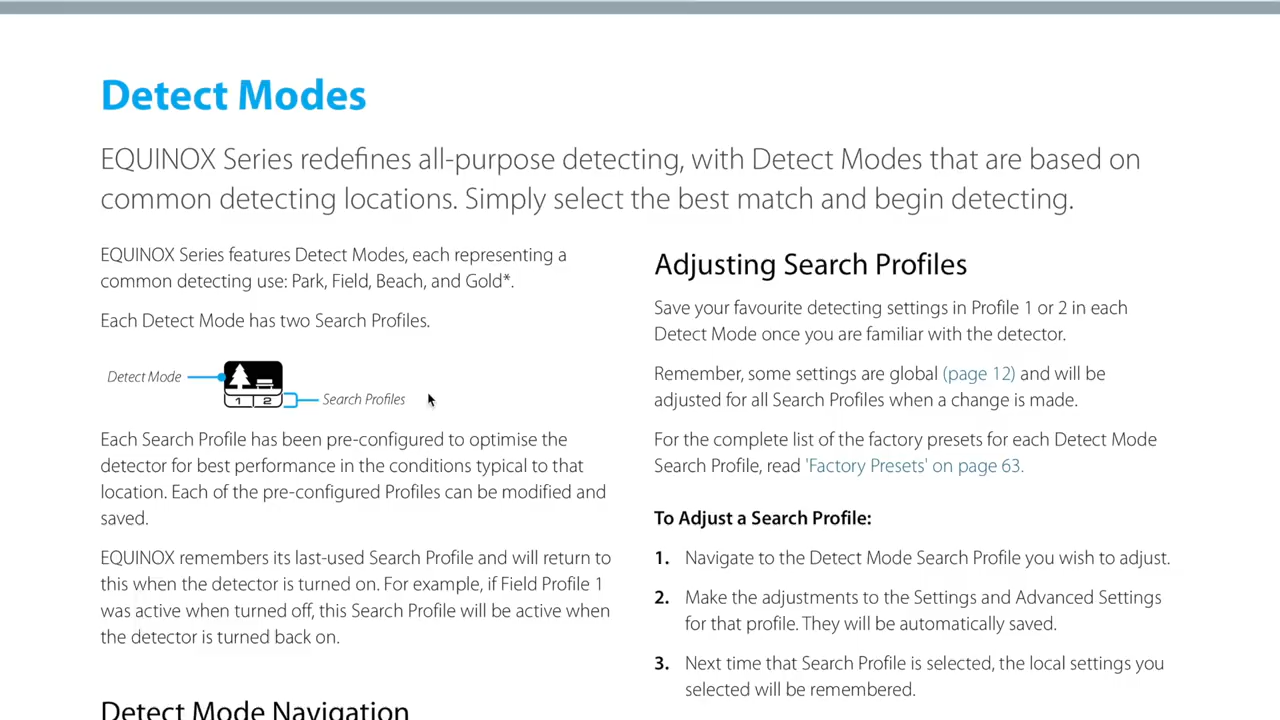 Detect Modes
EQUINOX Series redefines all-purpose detecting, with Detect Modes that are based on
common detecting locations. Simply select the best match and begin detecting.
EQUINOX Series features Detect Modes, each representing a
common detecting use: Park, Field, Beach, and Gold*.
Each Detect Mode has two Search Profiles.
Detect Mode
1 2
Search Profiles
Each Search Profile has been pre-configured to optimise the
detector for best performance in the conditions typical to that
location. Each of the pre-configured Profiles can be modified and
saved.
EQUINOX remembers its last-used Search Profile and will return to
this when the detector is turned on. For example, if Field Profile 1
was active when turned off, this Search Profile will be active when
the detector is turned back on.
Detect Mode Navigation
Adjusting Search Profiles
Save your favourite detecting settings in Profile 1 or 2 in each
Detect Mode once you are familiar with the detector.
Remember, some settings are global (page 12) and will be
adjusted for all Search Profiles when a change is made.
For the complete list of the factory presets for each Detect Mode
Search Profile, read 'Factory Presets' on page 63.
To Adjust a Search Profile:
1. Navigate to the Detect Mode Search Profile you wish to adjust.
2. Make the adjustments to the Settings and Advanced Settings
for that profile. They will be automatically saved.
3. Next time that Search Profile is selected, the local settings you
selected will be remembered.